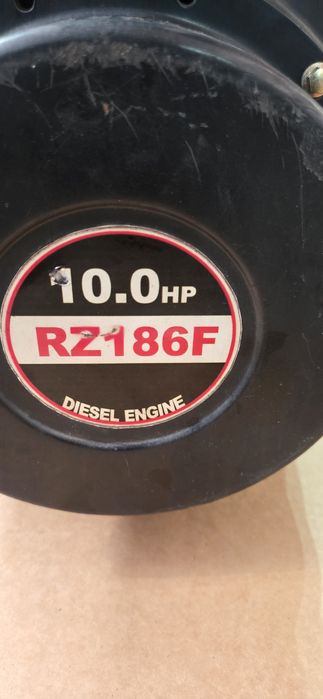 10.0HP
RZ186F
DIESEL ENGINE